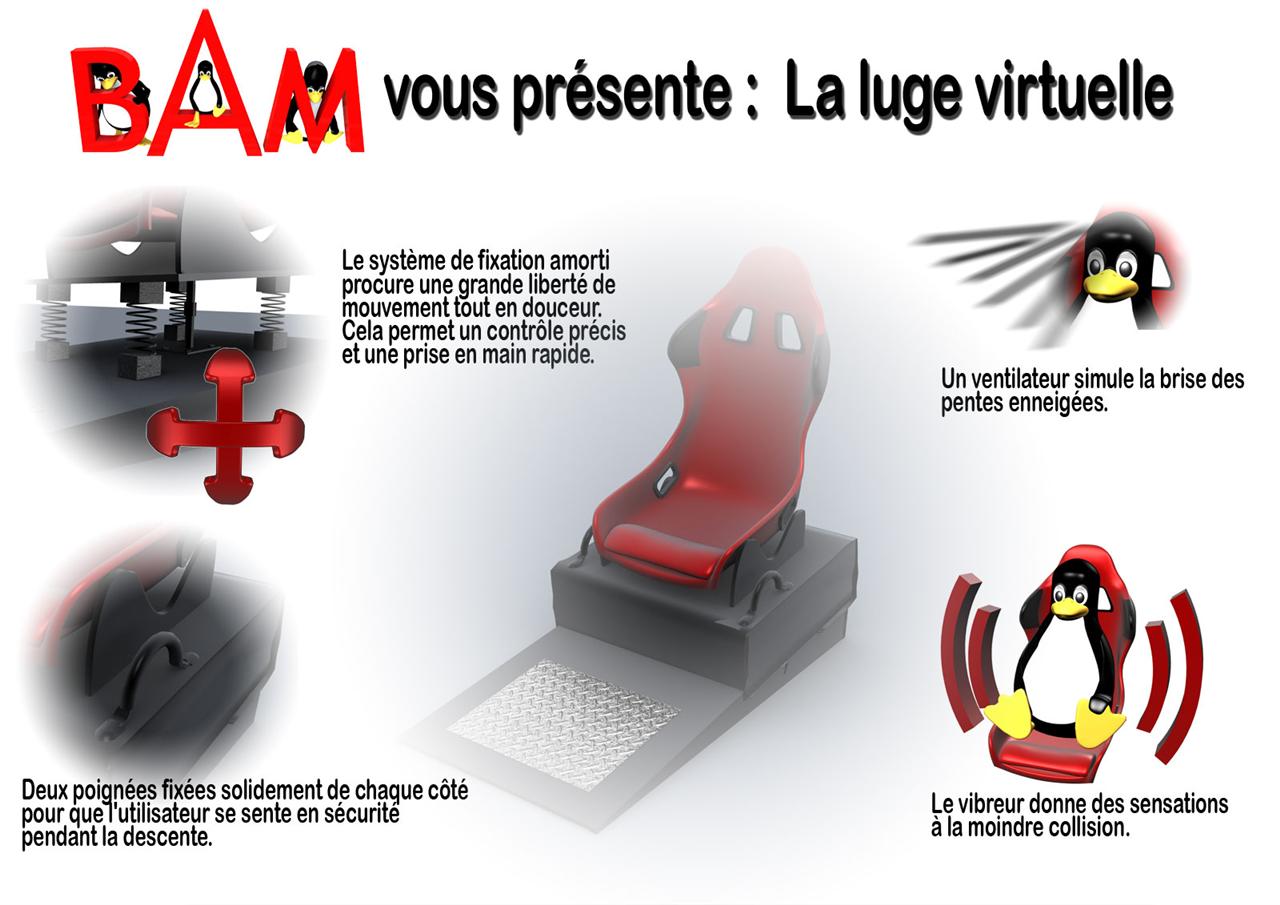 BAM vous présente : La luge virtuelle
Le système de fixation amorti
procure une grande liberté de
mouvement tout en douceur.
Cela permet un contrôle précis
et une prise en main rapide.
Un ventilateur simule la brise des
pentes enneigées.
Deux poignées fixées solidement de chaque côté
pour que l'utilisateur se sente en sécurité
pendant la descente.
Le vibreur donne des sensations
à la moindre collision.